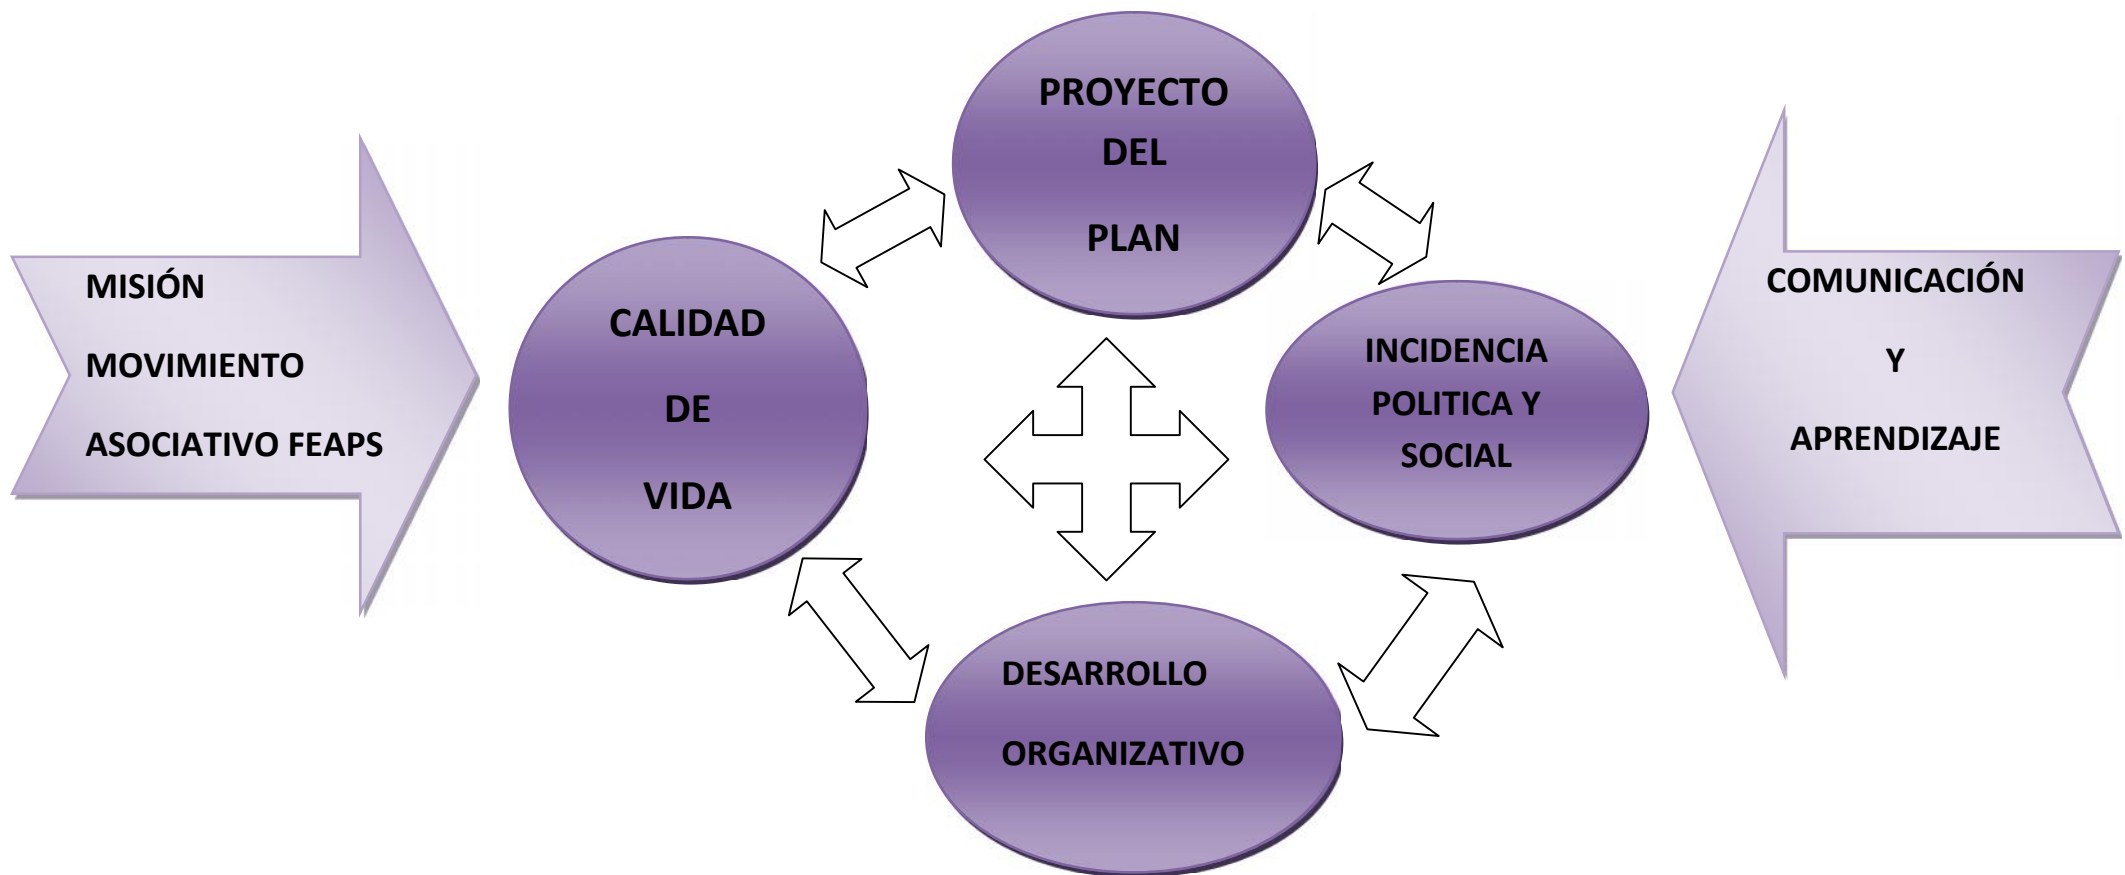 PROYECTO
DEL
PLAN
MISIÓN
MOVIMIENTO
ASOCIATIVO FEAPS
CALIDAD
DE
VIDA
INCIDENCIA
POLITICA Y
SOCIAL
COMUNICACIÓN
Y
APRENDIZAJE
DESARROLLO
ORGANIZATIVO